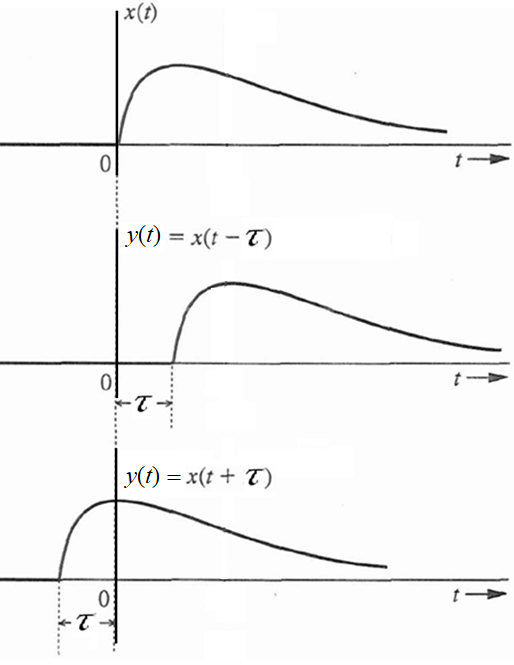 x(t)
0
t
y(t) = x(t − τ)
0
t
τ
y(t) = x(t + τ)
0
t
τ